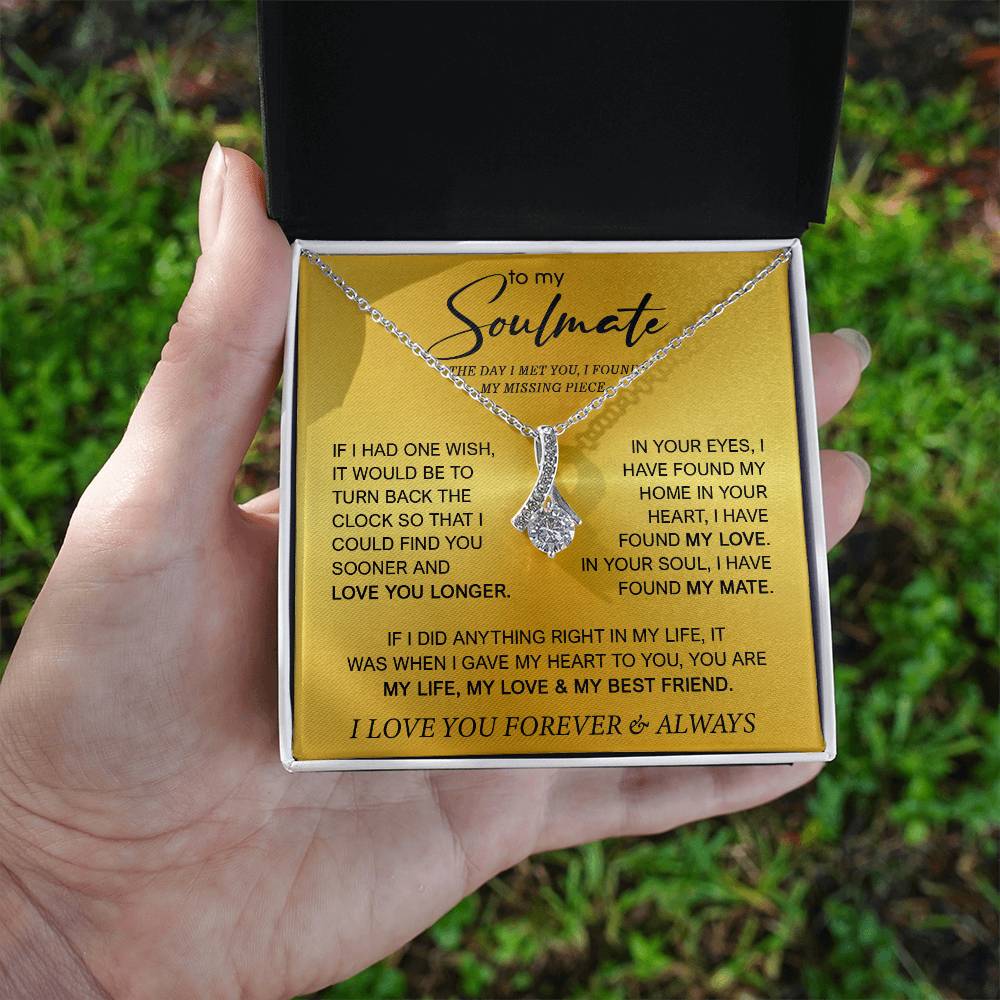 to my
Soulmate
THE DAY I MET YOU, I FOUND
MY MISSING PIECE
IF I HAD ONE WISH,
IT WOULD BE TO
TURN BACK THE
CLOCK SO THAT I
COULD FIND YOU
SOONER AND
LOVE YOU LONGER.
IN YOUR EYES, I
HAVE FOUND MY
HOME IN YOUR
HEART, I HAVE
FOUND MY LOVE.
IN YOUR SOUL, I HAVE
FOUND MY MATE.
IF I DID ANYTHING RIGHT IN MY LIFE, IT
WAS WHEN I GAVE MY HEART TO YOU, YOU ARE
MY LIFE, MY LOVE & MY BEST FRIEND.
I LOVE YOU FOREVER & ALWAYS